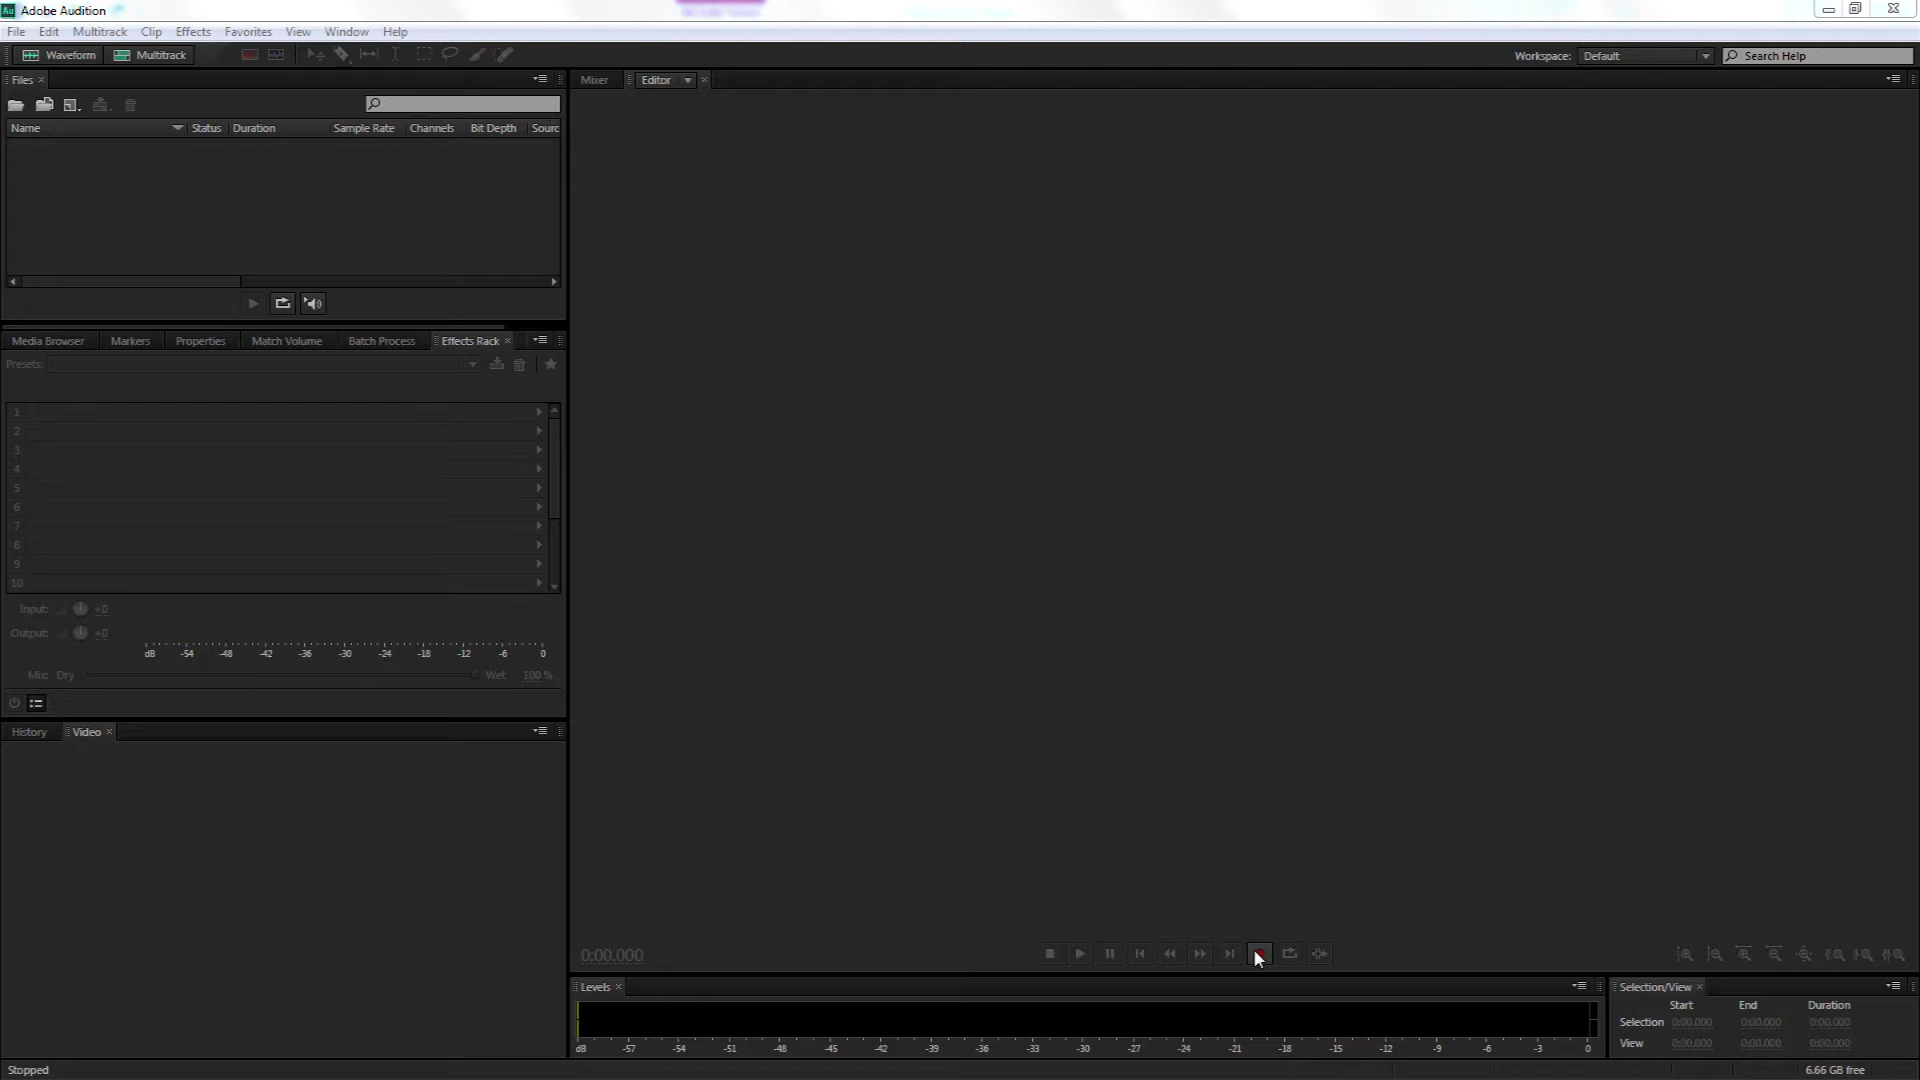 Au Adobe Audition
File Edit Multitrack Clip Effects Favorites View Window Help
Waveform Multitrack Workspace: Default Search Help
Files
Name Status Duration Sample Rate Channels Bit Depth Sourc
Media Browser Markers Properties Match Volume Batch Process Effects Rack
Presets:
1
2
3
4
5
6
7
8
9
10
Input: +0
Output: +0
dB -54 -48 -42 -36 -30 -24 -18 -12 -6 0
Mix: Dry Wet 100 %
History Video
Mixer Editor
0:00.000
Levels
dB -57 -54 -51 -48 -45 -42 -39 -36 -33 -30 -27 -24 -21 -18 -15 -12 -9 -6 -3 0
Selection/View
Start End Duration
Selection 0:00.000 0:00.000 0:00.000
View 0:00.000 0:00.000 0:00.000
Stopped 6.66 GB free